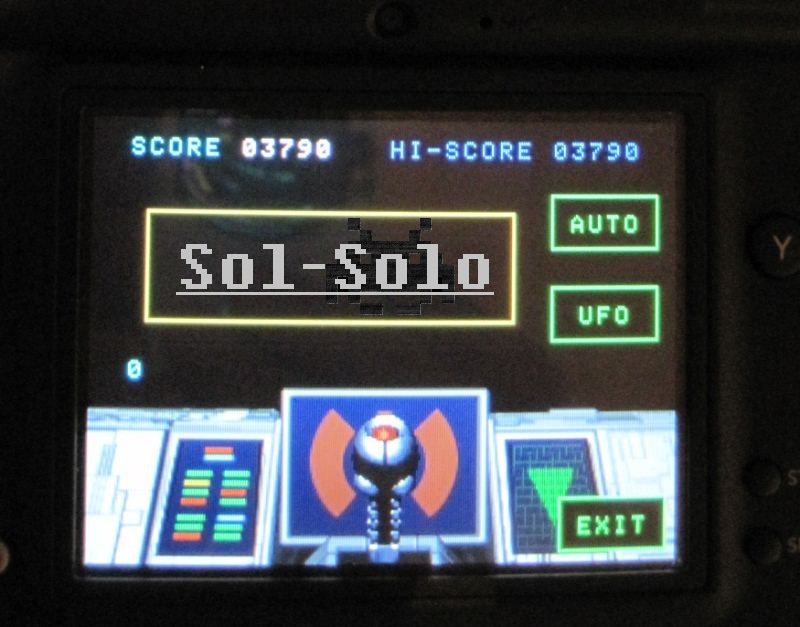 SCORE 03790 HI-SCORE 03790
AUTO
Sol-Solo
UFO
0
EXIT
Y